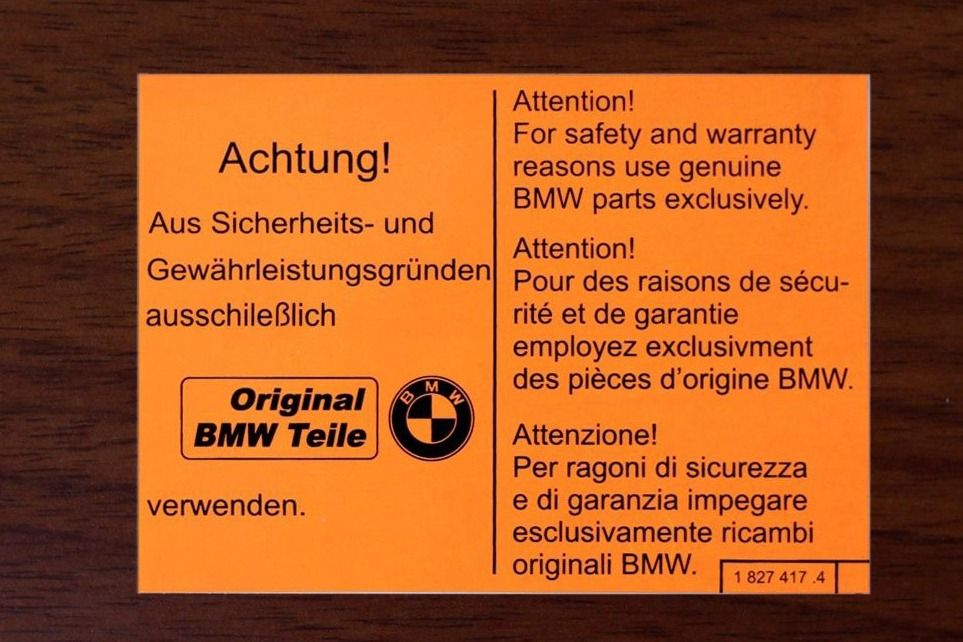 Achtung!
Aus Sicherheits- und
Gewährleistungsgründen
ausschileßlich
Original
BMW Teile
BMW
verwenden.
Attention!
For safety and warranty
reasons use genuine
BMW parts exclusively.
Attention!
Pour des raisons de sécu-
rité et de garantie
employez exclusivment
des pièces d'origine BMW.
Attenzione!
Per ragoni di sicurezza
e di garanzia impegare
esclusivamente ricambi
originali BMW.
1 827 417 .4